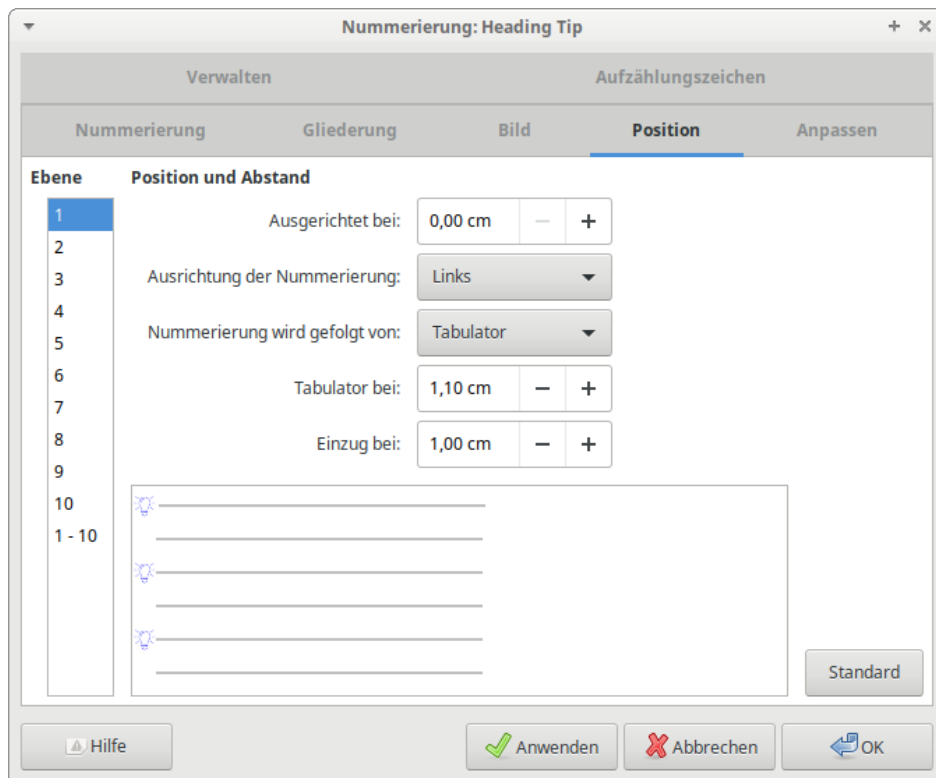 Nummerierung: Heading Tip
Verwalten Aufzählungszeichen
Nummerierung Gliederung Bild Position Anpassen
Ebene Position und Abstand
1
2
3
4
5
6
7
8
9
10
1 - 10
Ausgerichtet bei: 0,00 cm − +
Ausrichtung der Nummerierung: Links
Nummerierung wird gefolgt von: Tabulator
Tabulator bei: 1,10 cm − +
Einzug bei: 1,00 cm − +
Standard
Hilfe Anwenden Abbrechen OK